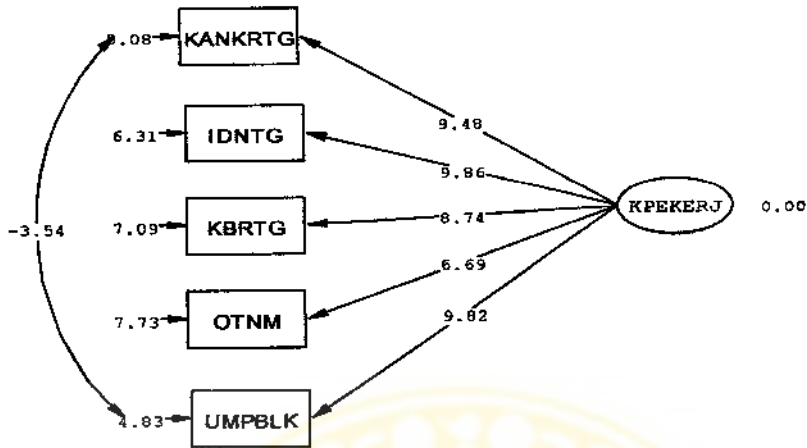 KANKRTG
9.48
6.31 IDNTG
9.86
-3.54 7.09 KBRTG 8.74 KPEKERJ 0.00
6.69
7.73 OTNM
9.82
4.83 UMPBLK